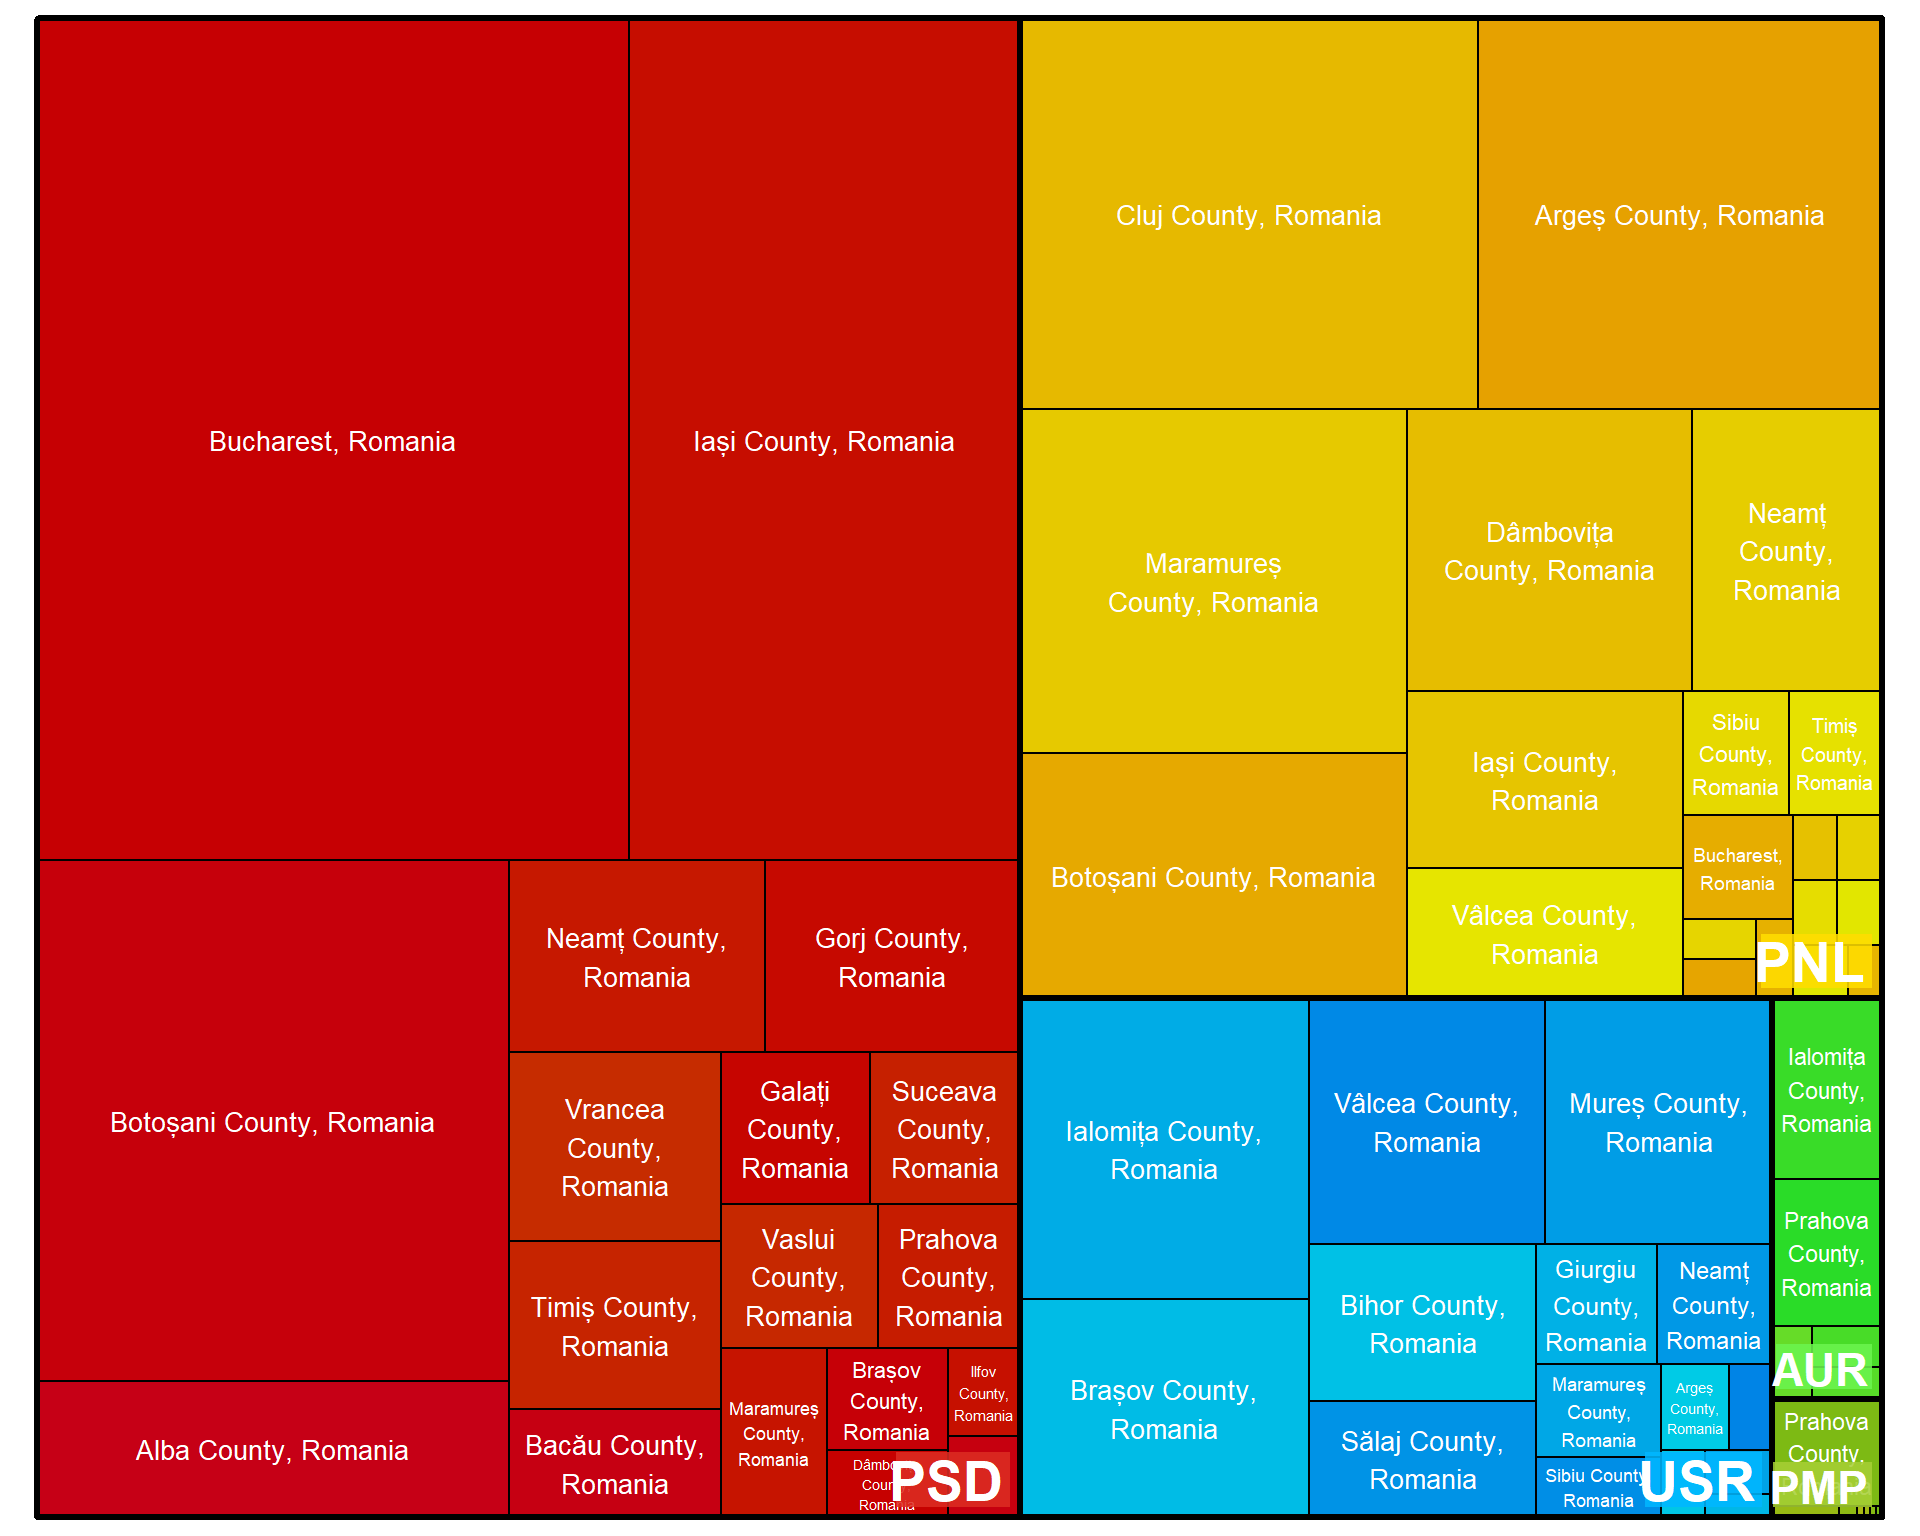 Bucharest, Romania
Iași County, Romania
Botoșani County, Romania
Alba County, Romania
Neamț County,
Romania
Gorj County,
Romania
Vrancea
County,
Romania
Timiș County,
Romania
Bacău County,
Romania
Galați
County,
Romania
Suceava
County,
Romania
Vaslui
County,
Romania
Prahova
County,
Romania
Maramureș
County,
Romania
Brașov
County,
Romania
Ilfov
County,
Romania
Romania
PSD
Cluj County, Romania
Argeș County, Romania
Maramureș
County, Romania
Dâmbovița
County, Romania
Neamț
County,
Romania
Botoșani County, Romania
Iași County,
Romania
Vâlcea County,
Romania
Sibiu
County,
Romania
Timiș
County,
Romania
Bucharest,
Romania
PNL
Ialomița County,
Romania
Brașov County,
Romania
Vâlcea County,
Romania
Mureș County,
Romania
Bihor County,
Romania
Sălaj County,
Romania
Giurgiu
County,
Romania
Neamț
County,
Romania
Maramureș
County,
Romania
Argeș
County,
Romania
Sibiu County
Romania
USR
Ialomița
County,
Romania
Prahova
County,
Romania
AUR
Prahova
County,
PMP